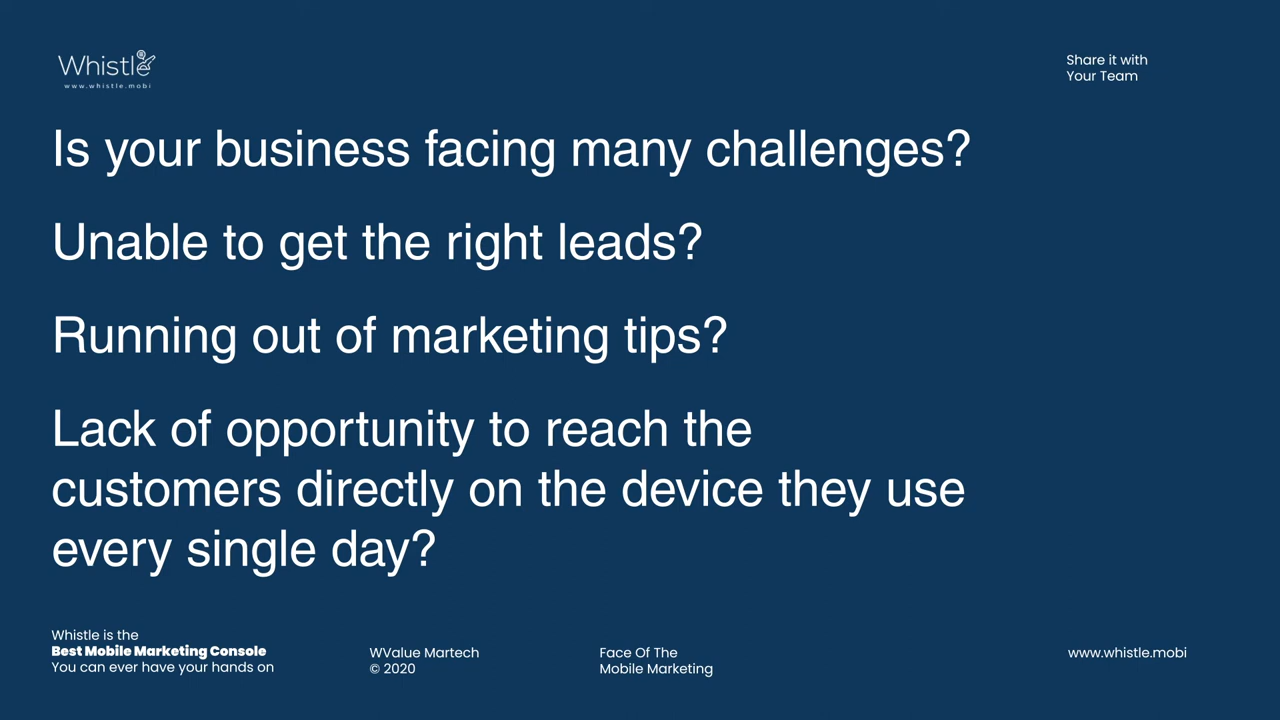 Whistle
www.whistle.mobi
Share it with
Your Team
Is your business facing many challenges?
Unable to get the right leads?
Running out of marketing tips?
Lack of opportunity to reach the
customers directly on the device they use
every single day?
Whistle is the
Best Mobile Marketing Console
You can ever have your hands on
WValue Martech
© 2020
Face Of The
Mobile Marketing
www.whistle.mobi